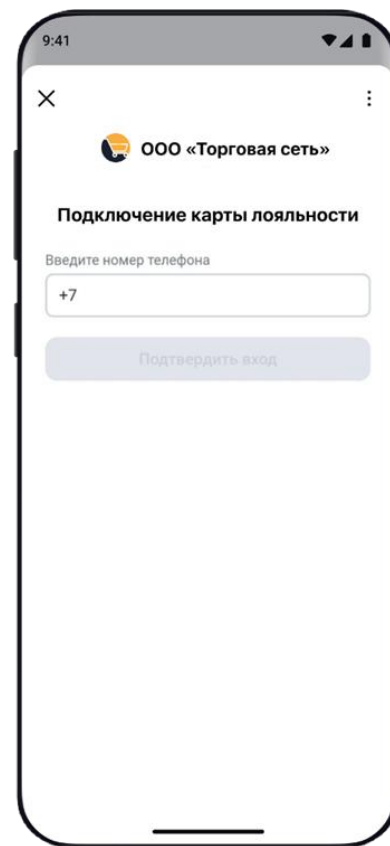 9:41
ООО «Торговая сеть»
Подключение карты лояльности
Введите номер телефона
+7
Подтвердить вход